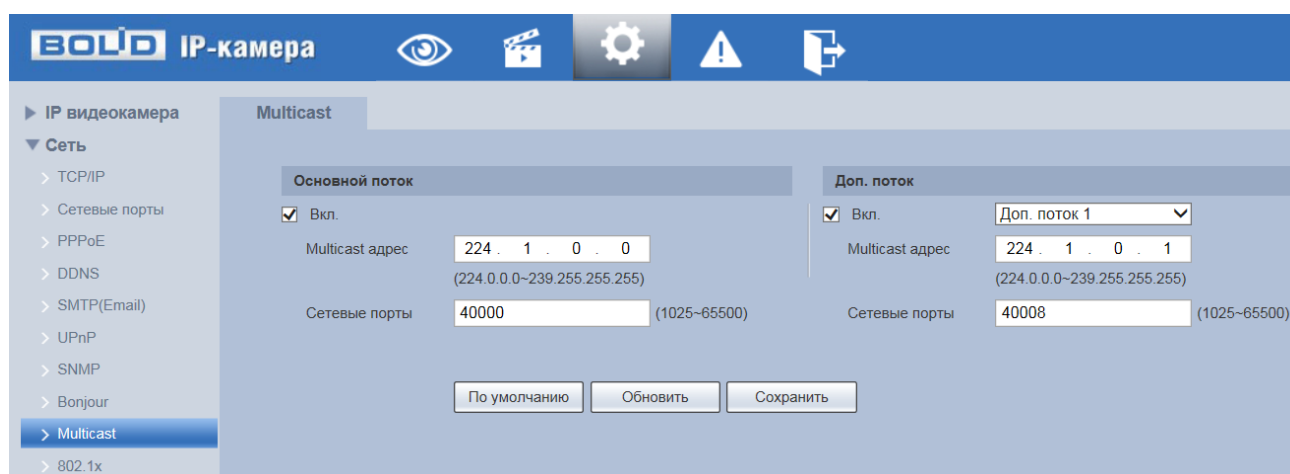 BOLID IP-камера
IP видеокамера
Сеть
TCP/IP
Сетевые порты
PPPoE
DDNS
SMTP(Email)
UPnP
SNMP
Bonjour
Multicast
802.1x
Multicast
Основной поток
Вкл.
Multicast адрес 224 . 1 . 0 . 0
(224.0.0.0~239.255.255.255)
Сетевые порты 40000 (1025~65500)
Доп. поток
Вкл. Доп. поток 1
Multicast адрес 224 . 1 . 0 . 1
(224.0.0.0~239.255.255.255)
Сетевые порты 40008 (1025~65500)
По умолчанию Обновить Сохранить